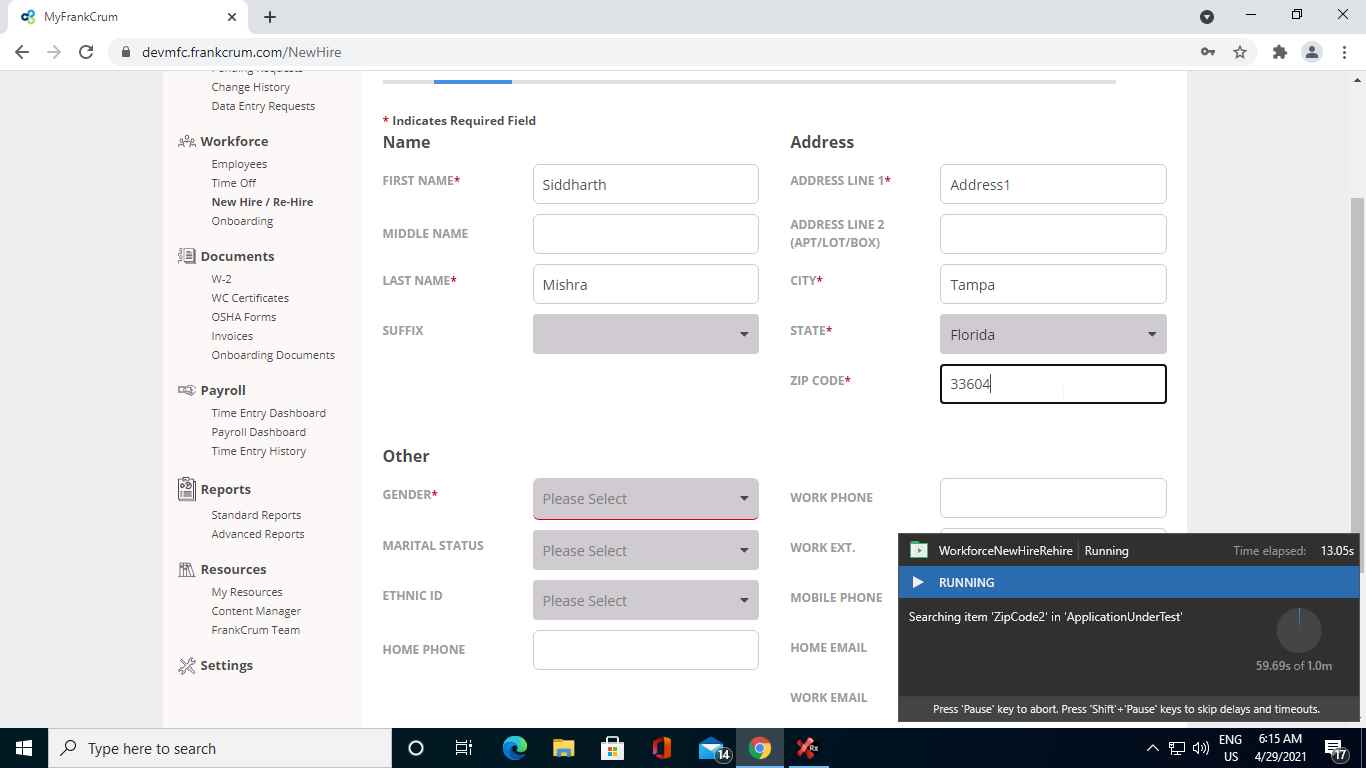 MyFrankCrum
devmfc.frankcrum.com/NewHire
Pending Requests
Change History
Data Entry Requests
Workforce
Employees
Time Off
New Hire / Re-Hire
Onboarding
Documents
W-2
WC Certificates
OSHA Forms
Invoices
Onboarding Documents
Payroll
Time Entry Dashboard
Payroll Dashboard
Time Entry History
Reports
Standard Reports
Advanced Reports
Resources
My Resources
Content Manager
FrankCrum Team
Settings
* Indicates Required Field
Name
FIRST NAME*
Siddharth
MIDDLE NAME
LAST NAME*
Mishra
SUFFIX
Address
ADDRESS LINE 1*
Address1
ADDRESS LINE 2
(APT/LOT/BOX)
CITY*
Tampa
STATE*
Florida
ZIP CODE*
33604
Other
GENDER*
Please Select
MARITAL STATUS
Please Select
ETHNIC ID
Please Select
HOME PHONE
WORK PHONE
WORK EXT.
MOBILE PHONE
HOME EMAIL
WORK EMAIL
WorkforceNewHireRehire
Running
Time elapsed: 13.05s
RUNNING
Searching item 'ZipCode2' in 'ApplicationUnderTest'
59.69s of 1.0m
Press 'Pause' key to abort. Press 'Shift'+'Pause' keys to skip delays and timeouts.
Type here to search
14
Rx
ENG
US
6:15 AM
4/29/2021
17